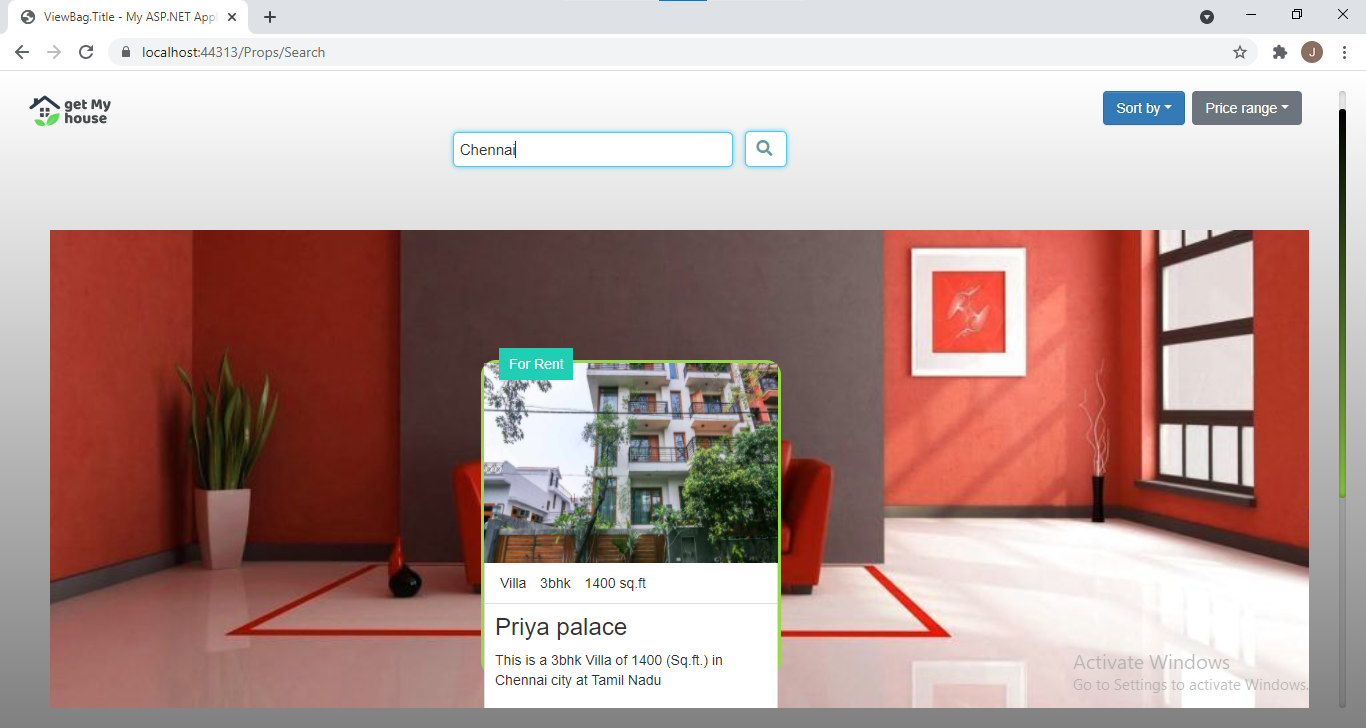 ViewBag.Title - My ASP.NET Appl
localhost:44313/Props/Search
J
get My
house
Sort by
Price range
Chennai
For Rent
Villa 3bhk 1400 sq.ft
Priya palace
This is a 3bhk Villa of 1400 (Sq.ft.) in
Chennai city at Tamil Nadu
Activate Windows
Go to Settings to activate Windows.